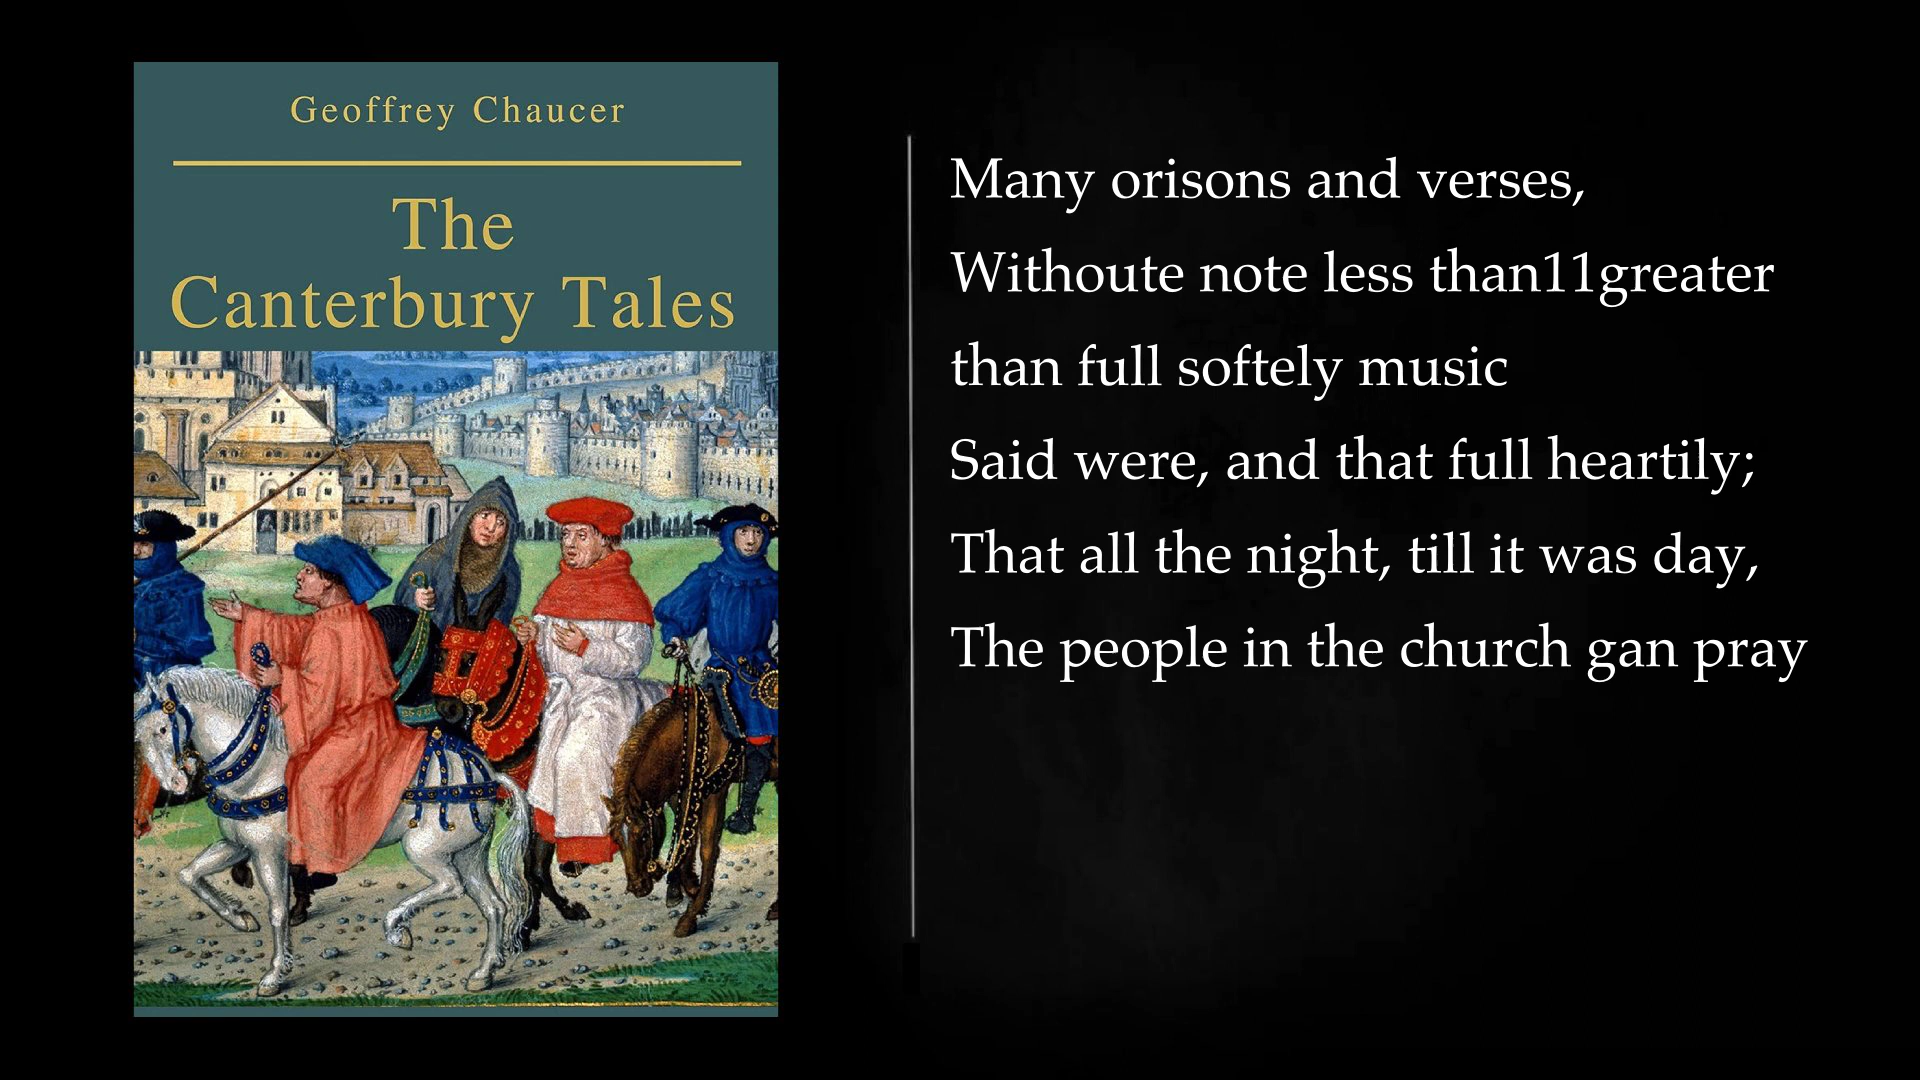 Geoffrey Chaucer
The
Canterbury Tales
Many orisons and verses,
Withoute note less than11greater
than full softely music
Said were, and that full heartily;
That all the night, till it was day,
The people in the church gan pray